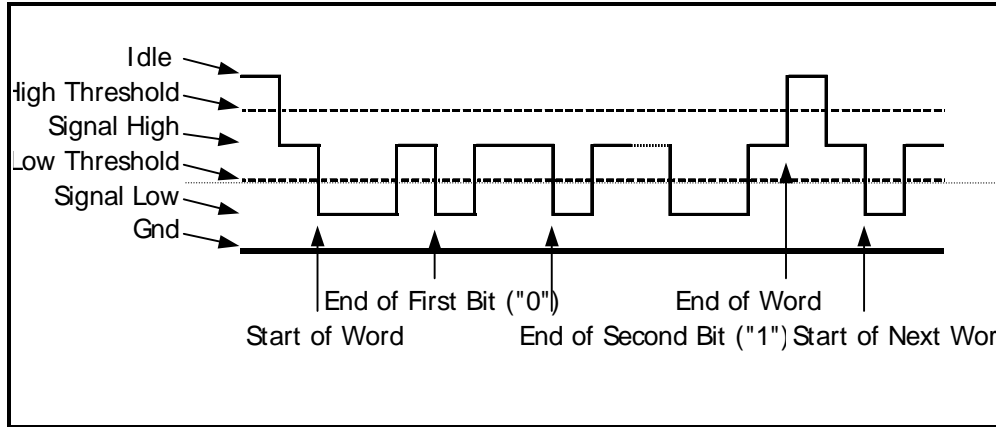 Idle
High Threshold
Signal High
Low Threshold
Signal Low
Gnd
End of First Bit ("0")
End of Word
Start of Word
End of Second Bit ("1")
Start of Next Wor